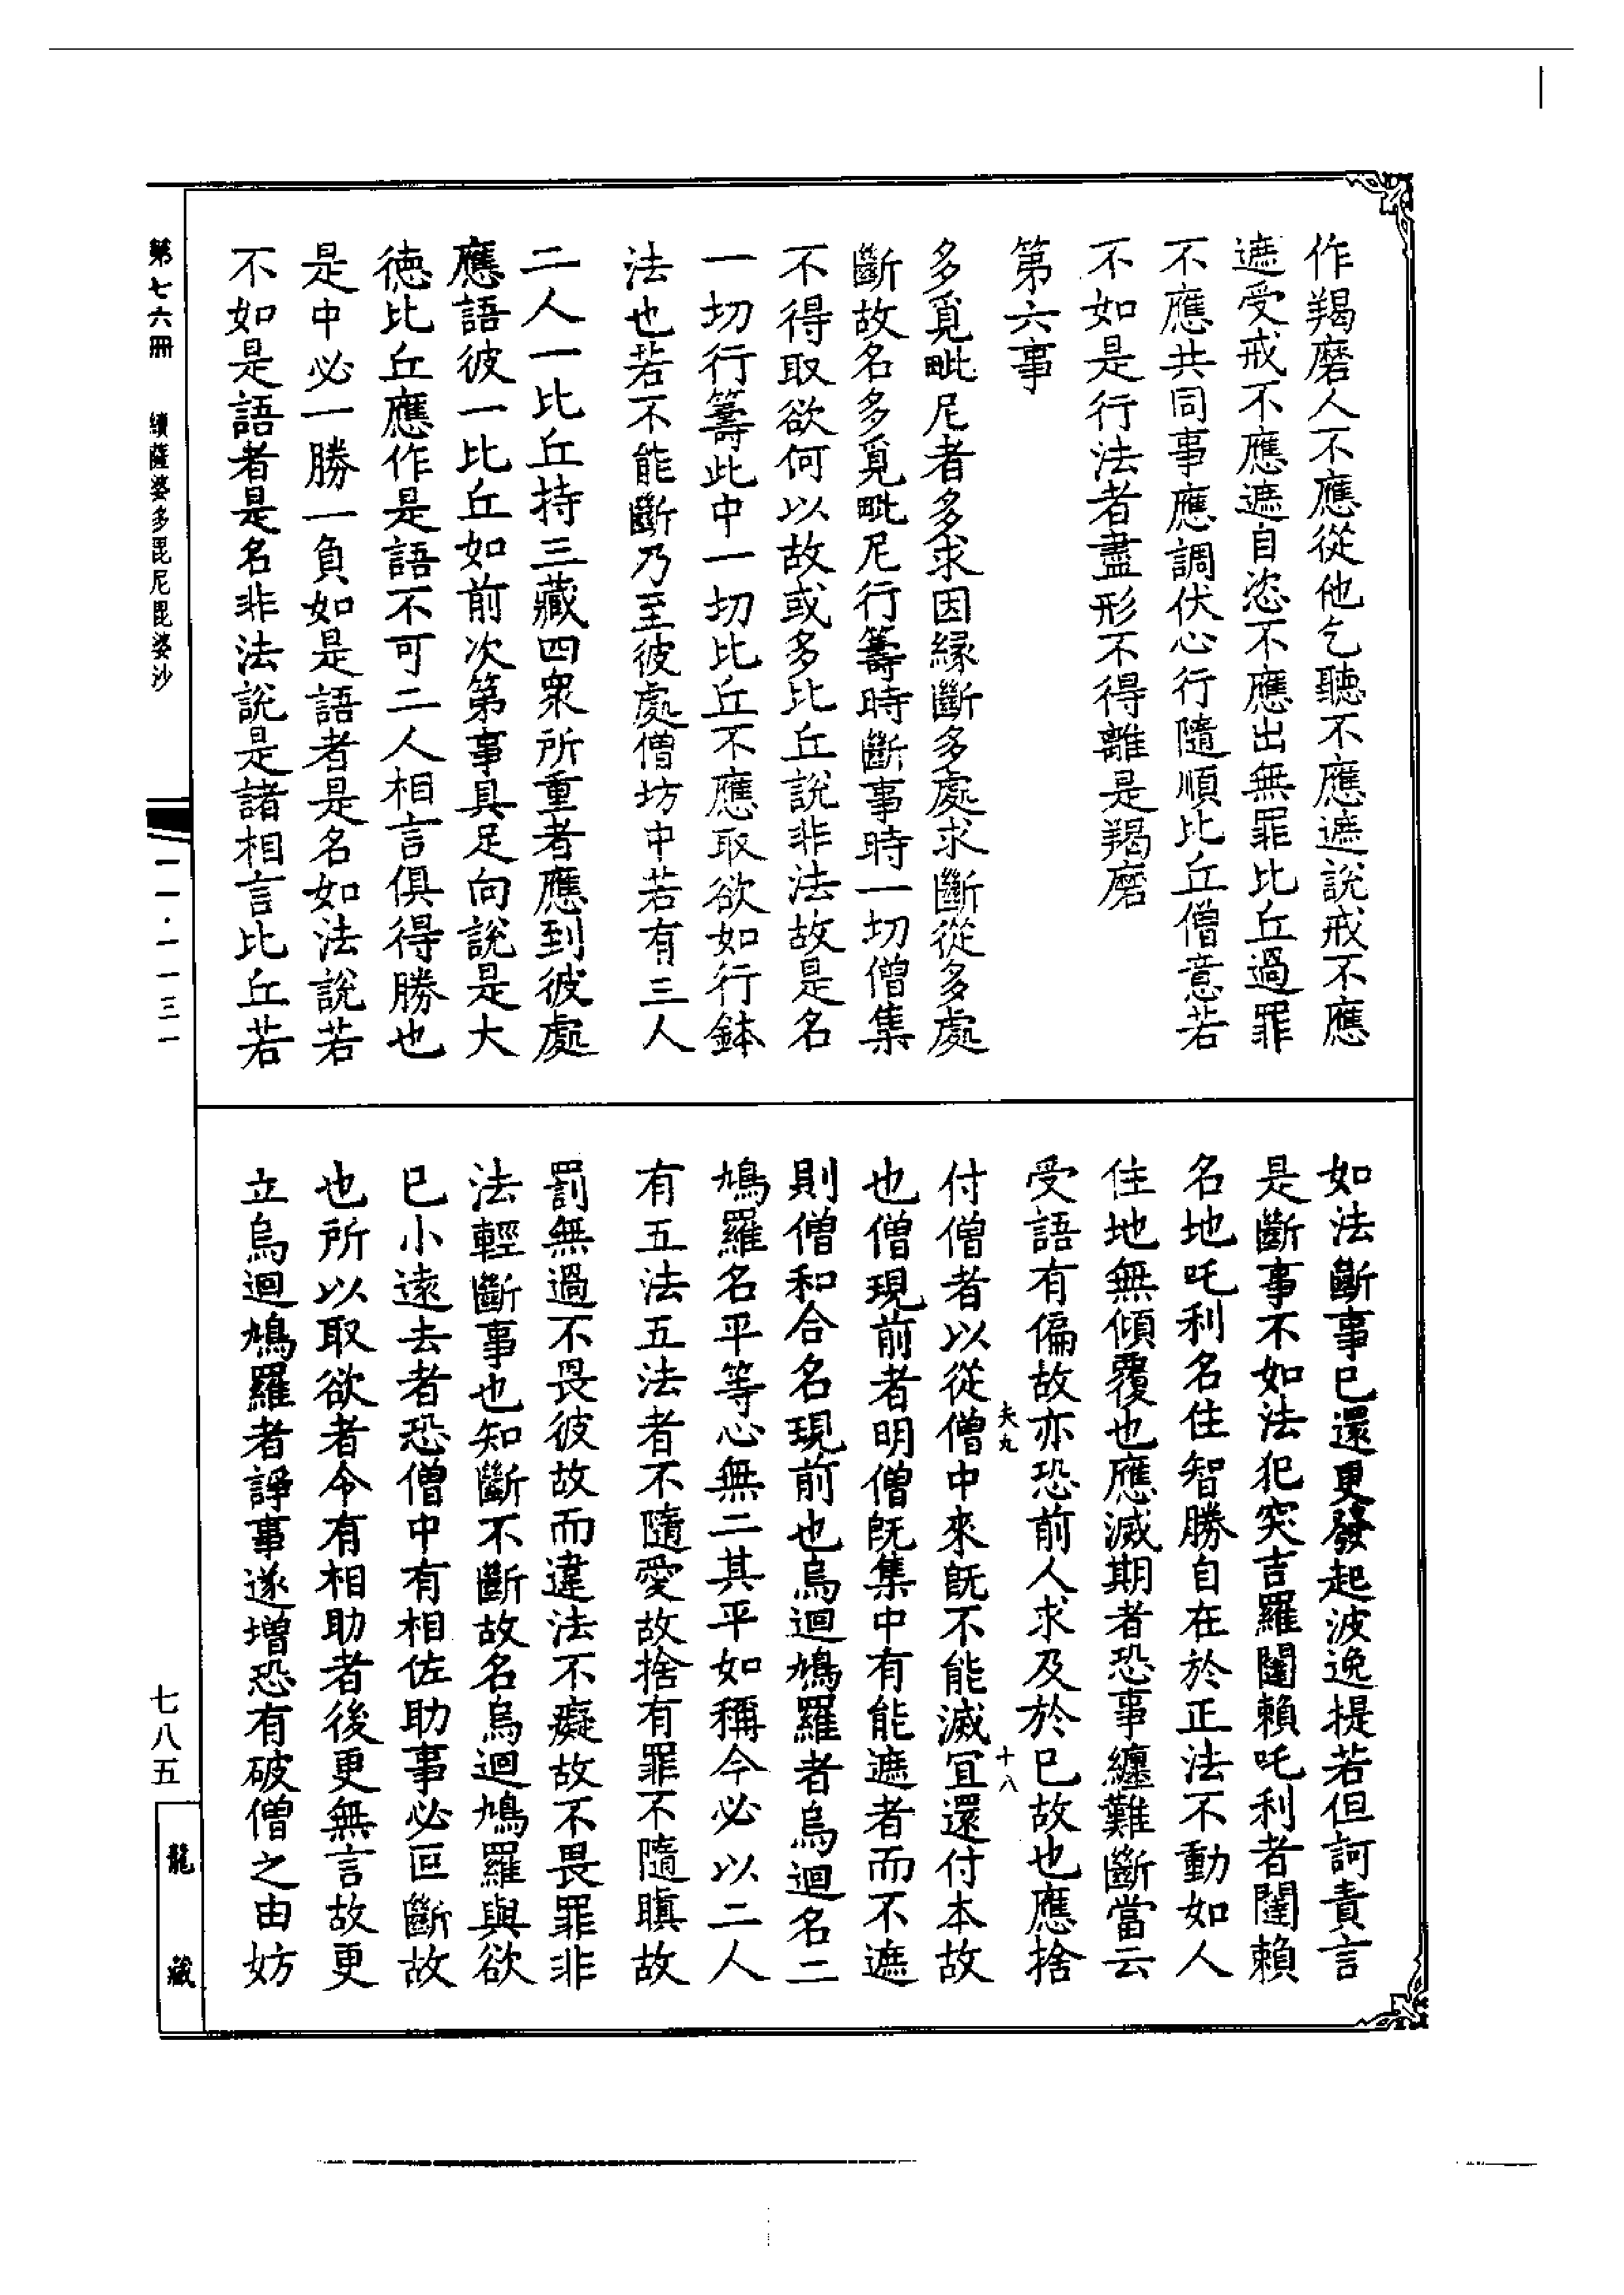 作羯磨人不應從他乞聽不應遮說戒不應
遮受戒不應遮自恣不應出無罪比丘過罪
不應共同事應調伏心行隨順比丘僧意若
不如是行法者盡形不得離是羯磨
第六事
多覓毗尼者多求因緣斷多處求斷從多處
斷故名多覓毗尼行籌時斷事時一切僧集
不得取欲何以故或多比丘說非法故是名
一切行籌此中一切比丘不應取欲如行鉢
法也若不能斷乃至彼處僧坊中若有三人
二人一比丘持三藏四衆所重者應到彼處
應語彼一比丘如前次第事具足向說是大
德比丘應作是語不可二人相言俱得勝也
是中必一勝一負如是語者是名如法說若
不如是語者是名非法說是諸相言比丘若
如法斷事已還更發起波逸提若但訶責言
是斷事不如法犯突吉羅闥賴吒利者闥賴
名地吒利名住智勝自在於正法不動如人
住地無傾覆也應滅期者恐事纏難斷當云
受語有偏故亦恐前人求及於已故也應捨
夫九
十八
付僧者以從僧中來旣不能滅宜還付本故
也僧現前者明僧旣集中有能遮者而不遮
則僧和合名現前也烏迴鳩羅者烏迴名二
鳩羅名平等心無二其平如稱今必以二人
有五法五法者不隨愛故捨有罪不隨瞋故
罰無過不畏彼故而違法不癡故不畏罪非
法輕斷事也知斷不斷故名烏迴鳩羅與欲
已小遠去者恐僧中有相佐助事必叵斷故
也所以取欲者今有相助者後更無言故更
立烏迴鳩羅者諍事遂增恐有破僧之由妨
第七六冊
續薩婆多毘尼毘婆沙
一一·一一三一
七八五
龍藏